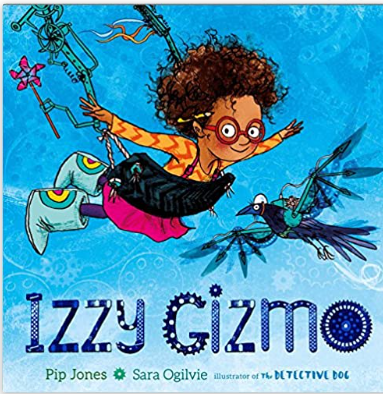 Izzy Gizmo
Pip Jones Sara Ogilvie illustrator of The DETECTIVE DOG